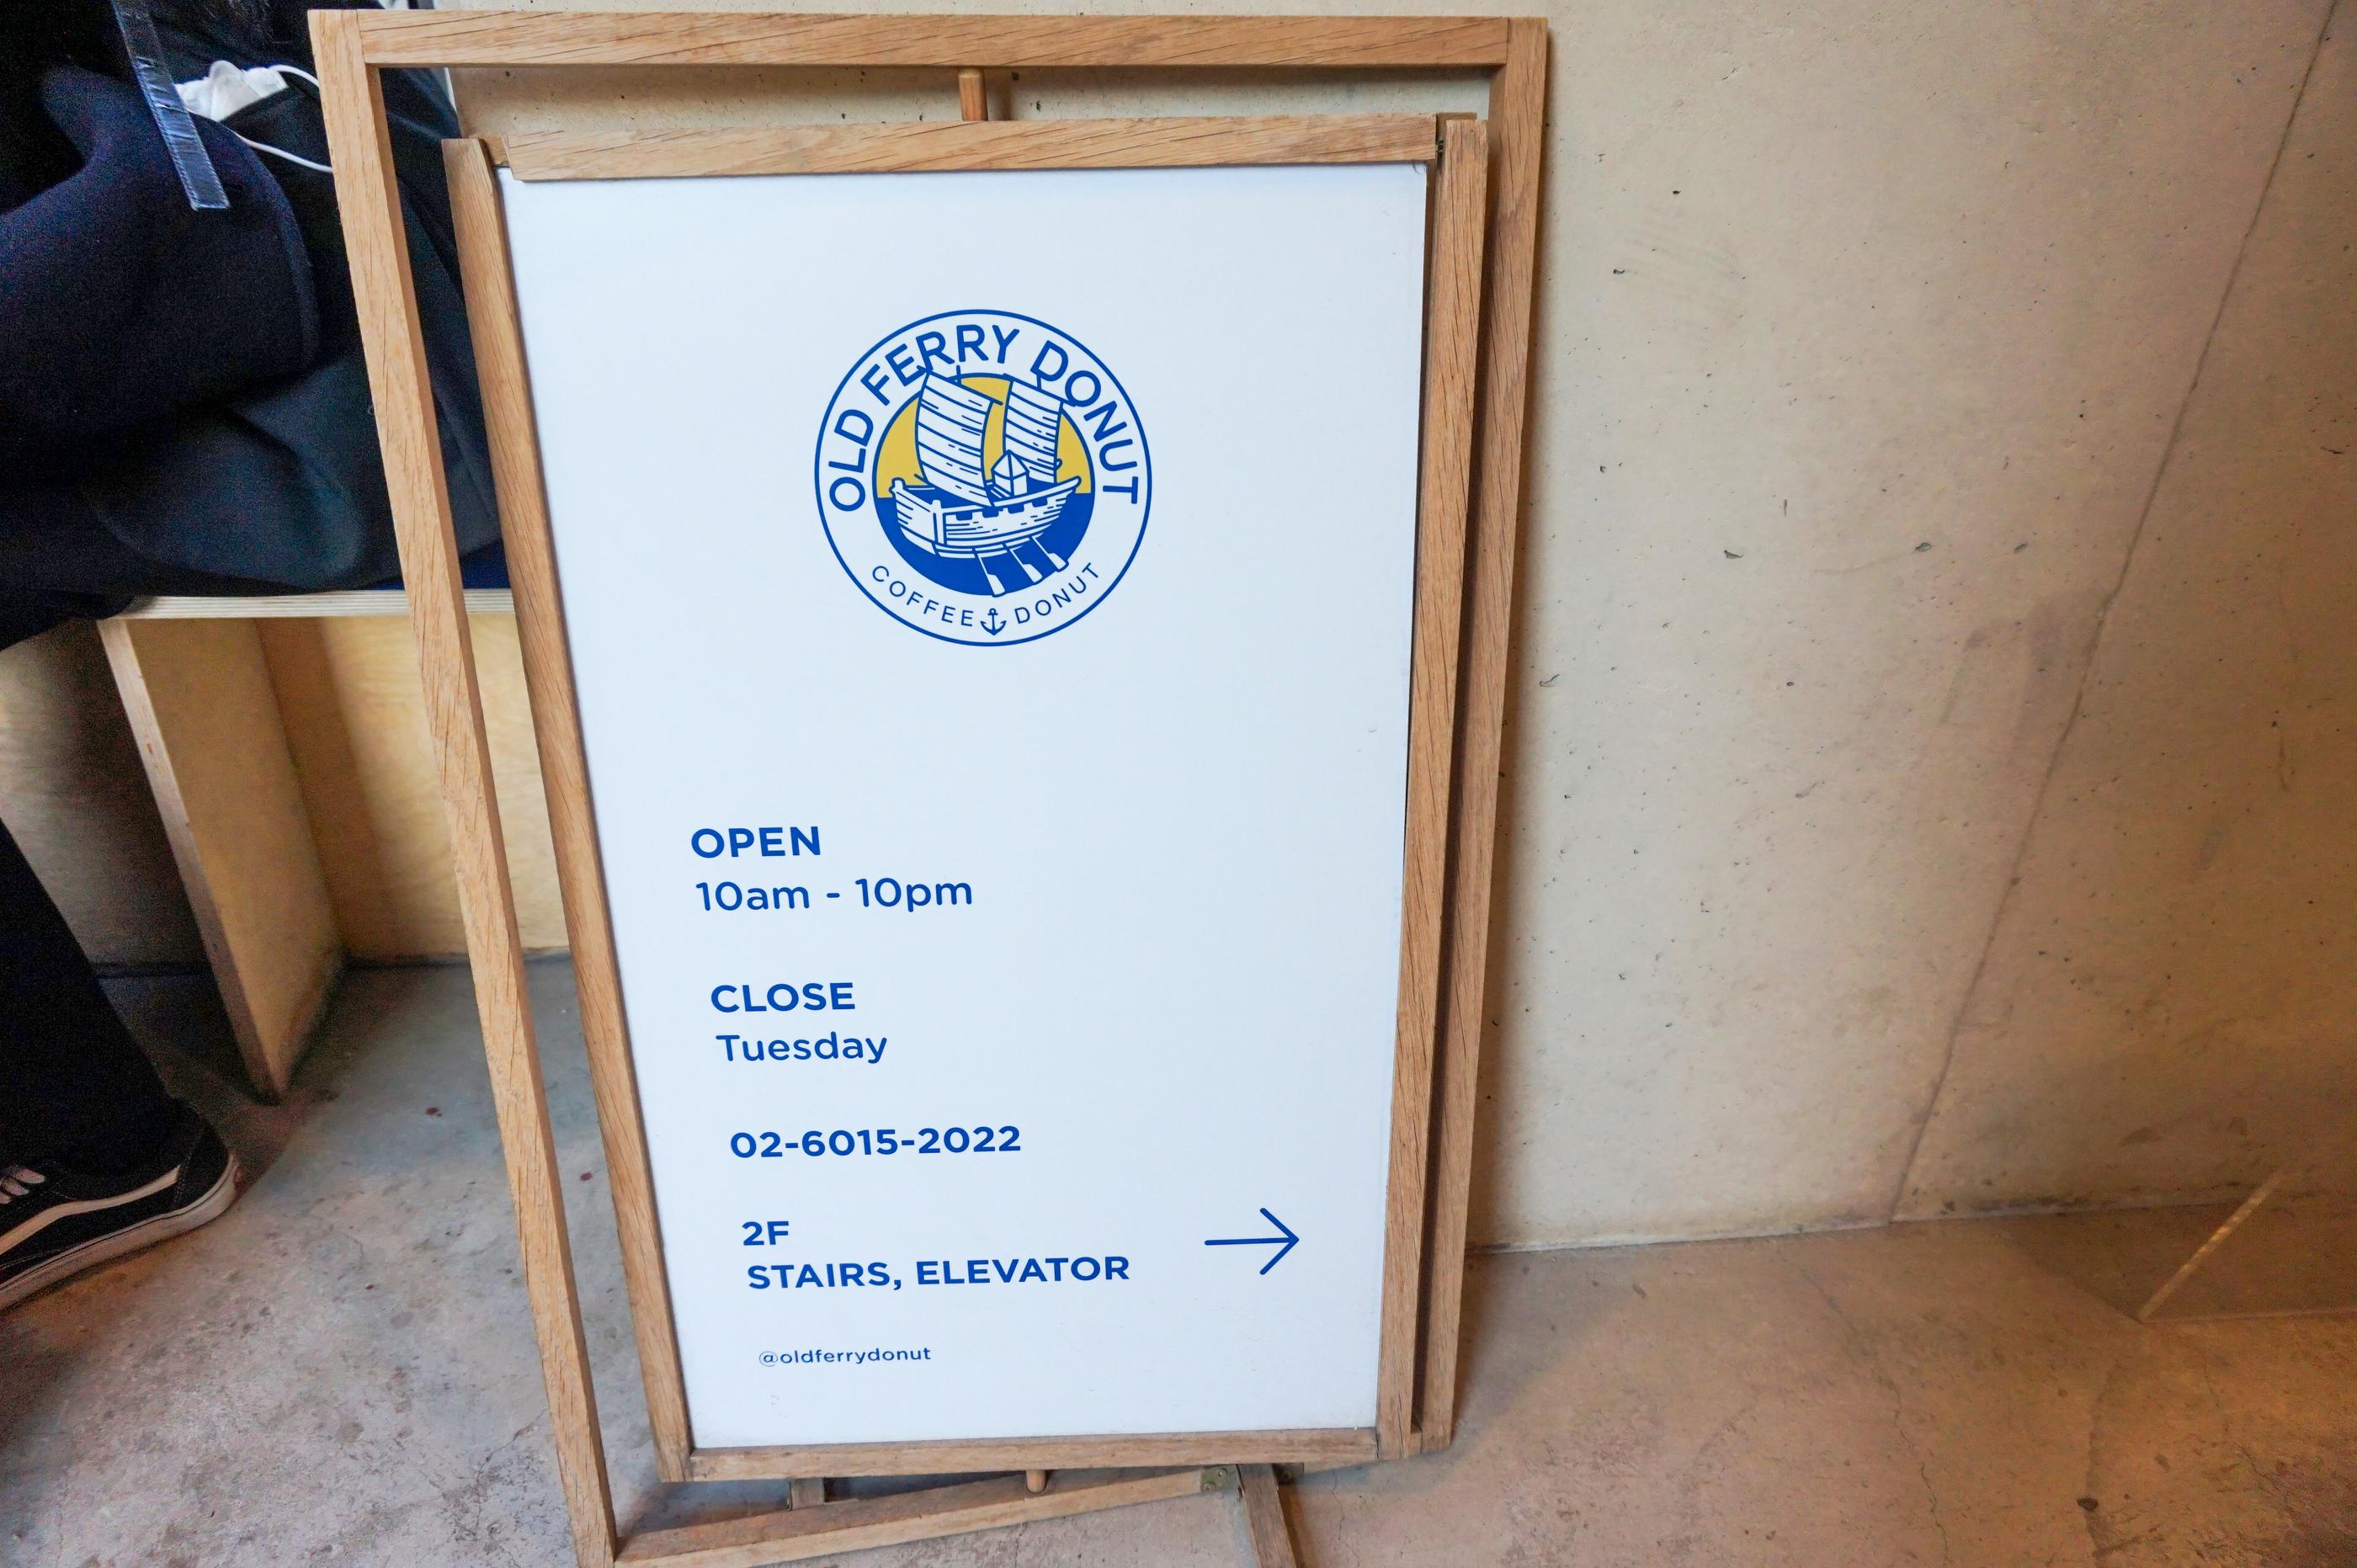 OLD FERRY DONUT
COFFEE DONUT
OPEN
10am - 10pm
CLOSE
Tuesday
02-6015-2022
2F
STAIRS, ELEVATOR
@oldferrydonut